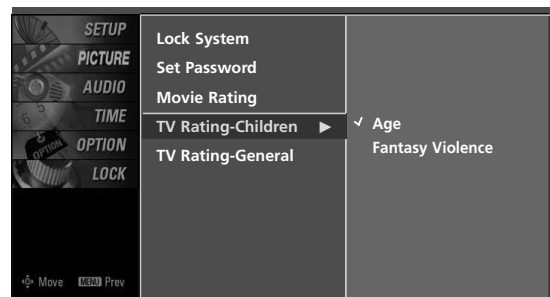 SETUP
PICTURE
AUDIO
TIME
OPTION
LOCK
Lock System
Set Password
Movie Rating
TV Rating-Children ►
TV Rating-General
✓ Age
Fantasy Violence
Move MENU Prev